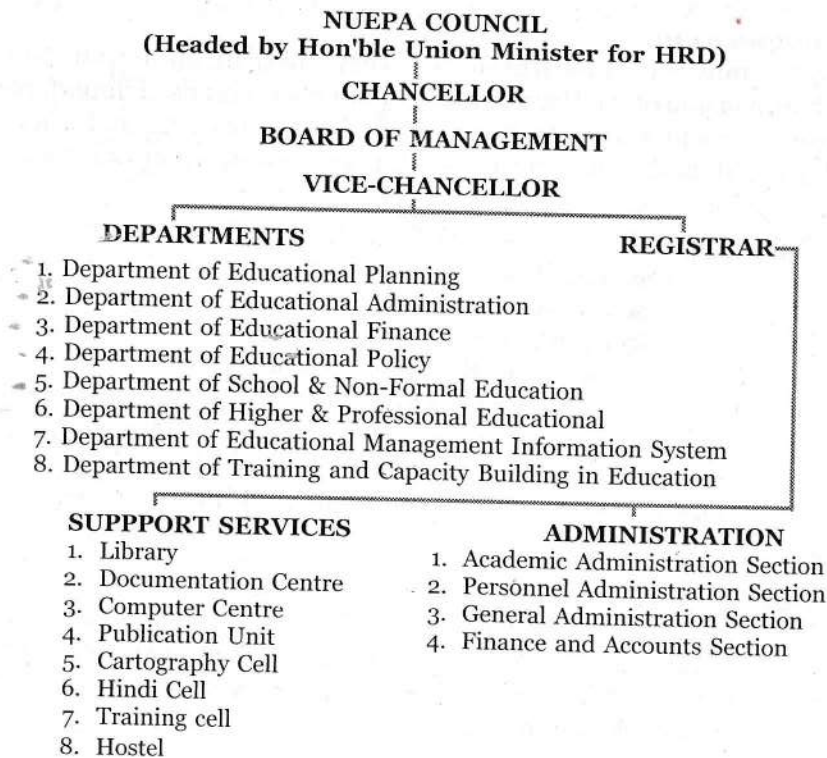 NUEPA COUNCIL
(Headed by Hon'ble Union Minister for HRD)
CHANCELLOR
BOARD OF MANAGEMENT
VICE-CHANCELLOR
DEPARTMENTS
REGISTRAR
1. Department of Educational Planning
2. Department of Educational Administration
3. Department of Educational Finance
4. Department of Educational Policy
5. Department of School & Non-Formal Education
6. Department of Higher & Professional Educational
7. Department of Educational Management Information System
8. Department of Training and Capacity Building in Education
SUPPPORT SERVICES
1. Library
2. Documentation Centre
3. Computer Centre
4. Publication Unit
5. Cartography Cell
6. Hindi Cell
7. Training cell
8. Hostel
ADMINISTRATION
1. Academic Administration Section
2. Personnel Administration Section
3. General Administration Section
4. Finance and Accounts Section